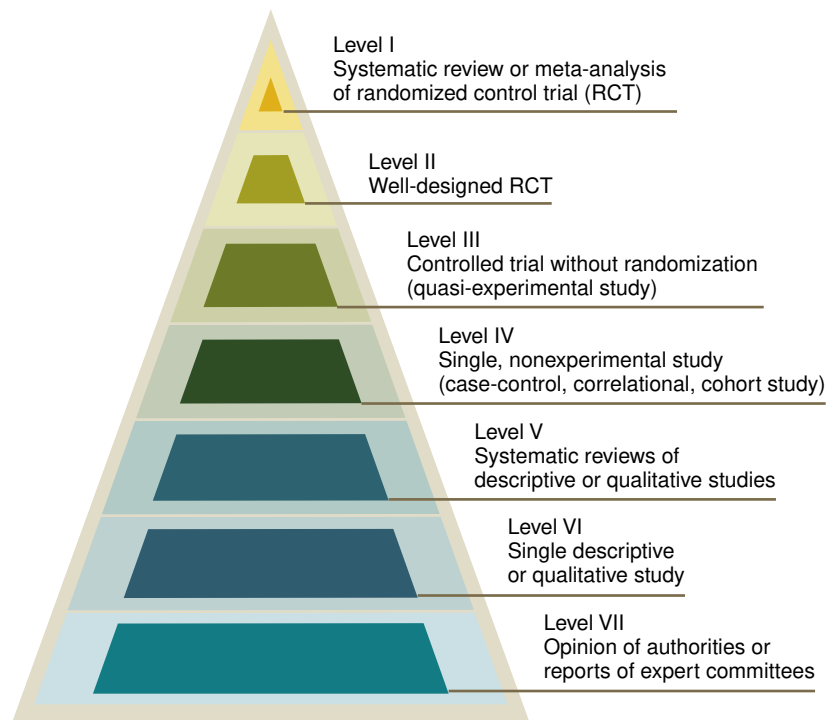 Level I
Systematic review or meta-analysis
of randomized control trial (RCT)
Level II
Well-designed RCT
Level III
Controlled trial without randomization
(quasi-experimental study)
Level IV
Single, nonexperimental study
(case-control, correlational, cohort study)
Level V
Systematic reviews of
descriptive or qualitative studies
Level VI
Single descriptive
or qualitative study
Level VII
Opinion of authorities or
reports of expert committees